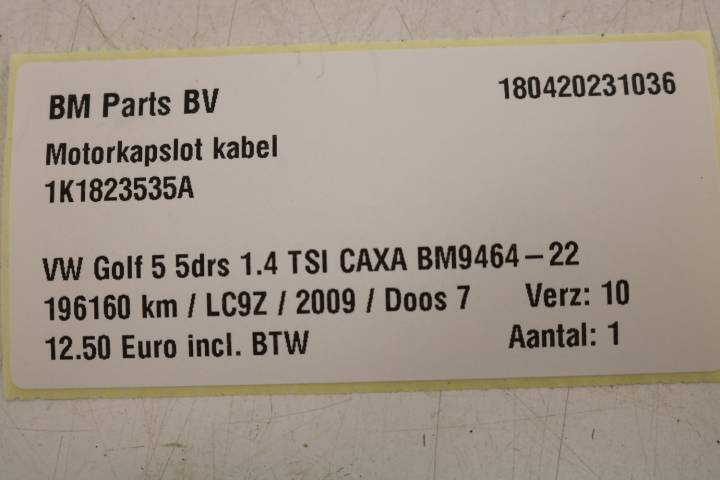 BM Parts BV 180420231036
Motorkapslot kabel
1K1823535A
VW Golf 5 5drs 1.4 TSI CAXA BM9464-22
196160 km / LC9Z / 2009 / Doos 7 Verz: 10
12.50 Euro incl. BTW Aantal: 1